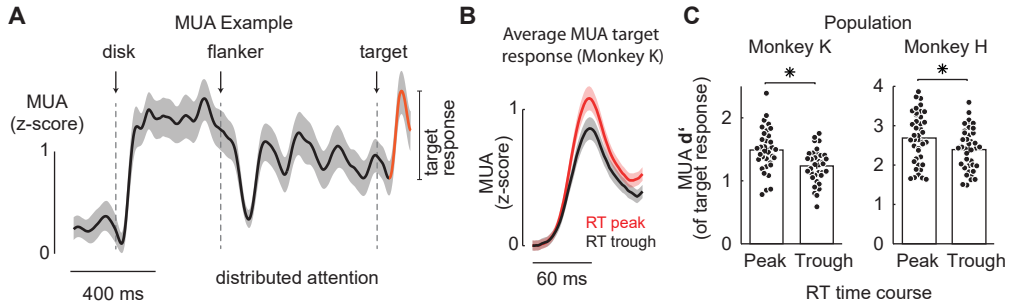 A
MUA Example
disk
flanker
target
MUA
(z-score)
1
0
target
response
400 ms
distributed attention
B
Average MUA target
response (Monkey K)
MUA
(z-score)
1
0
RT peak
RT trough
60 ms
C
Population
Monkey K
Monkey H
MUA d‘
(of target response)
2
1
0
*
4
3
2
1
0
*
Peak Trough
Peak Trough
RT time course